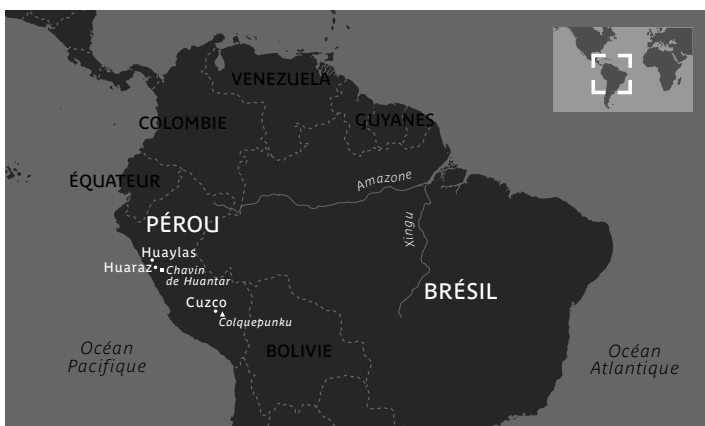 VENEZUELA
COLOMBIE
GUYANES
ÉQUATEUR
Amazone
PÉROU
Xingu
Huaylas
Huaraz
Chavin
de Huantar
BRÉSIL
Cuzco
Colquepunku
BOLIVIE
Océan
Pacifique
Océan
Atlantique